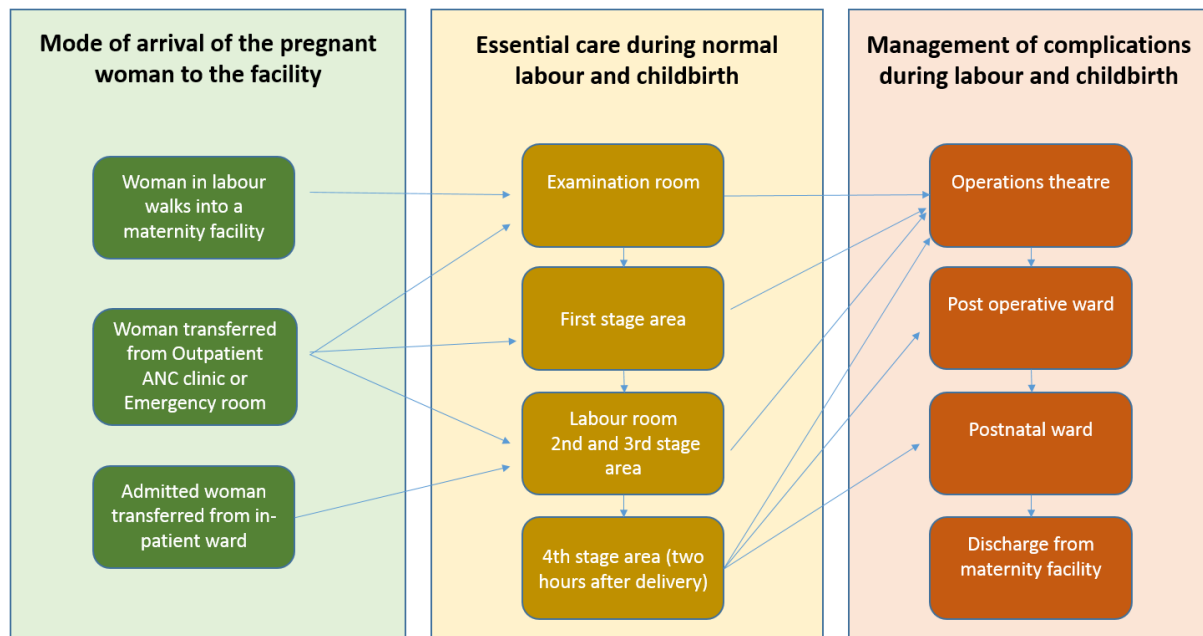 Mode of arrival of the pregnant
woman to the facility
Woman in labour
walks into a
maternity facility
Woman transferred
from Outpatient
ANC clinic or
Emergency room
Admitted woman
transferred from in-
patient ward
Essential care during normal
labour and childbirth
Examination room
First stage area
Labour room
2nd and 3rd stage
area
4th stage area (two
hours after delivery)
Management of complications
during labour and childbirth
Operations theatre
Post operative ward
Postnatal ward
Discharge from
maternity facility